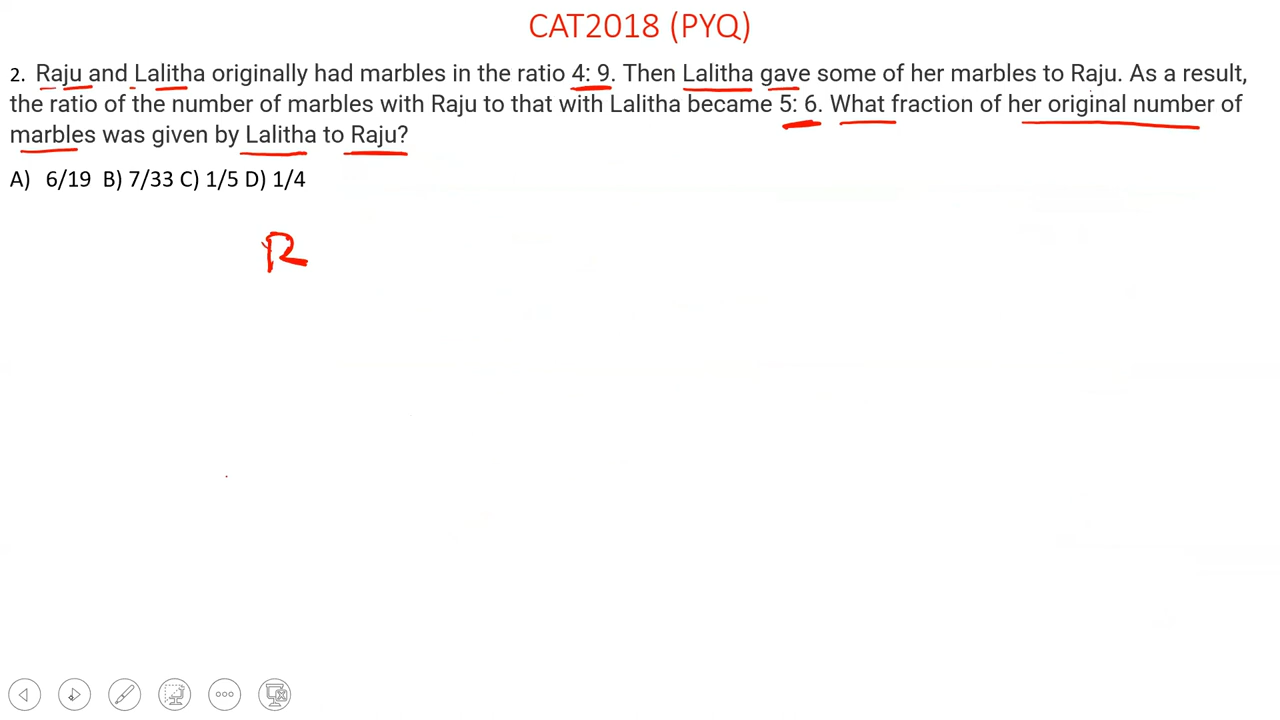 CAT2018 (PYQ)
2. Raju and Lalitha originally had marbles in the ratio 4: 9. Then Lalitha gave some of her marbles to Raju. As a result,
the ratio of the number of marbles with Raju to that with Lalitha became 5: 6. What fraction of her original number of
marbles was given by Lalitha to Raju?
A) 6/19 B) 7/33 C) 1/5 D) 1/4
R